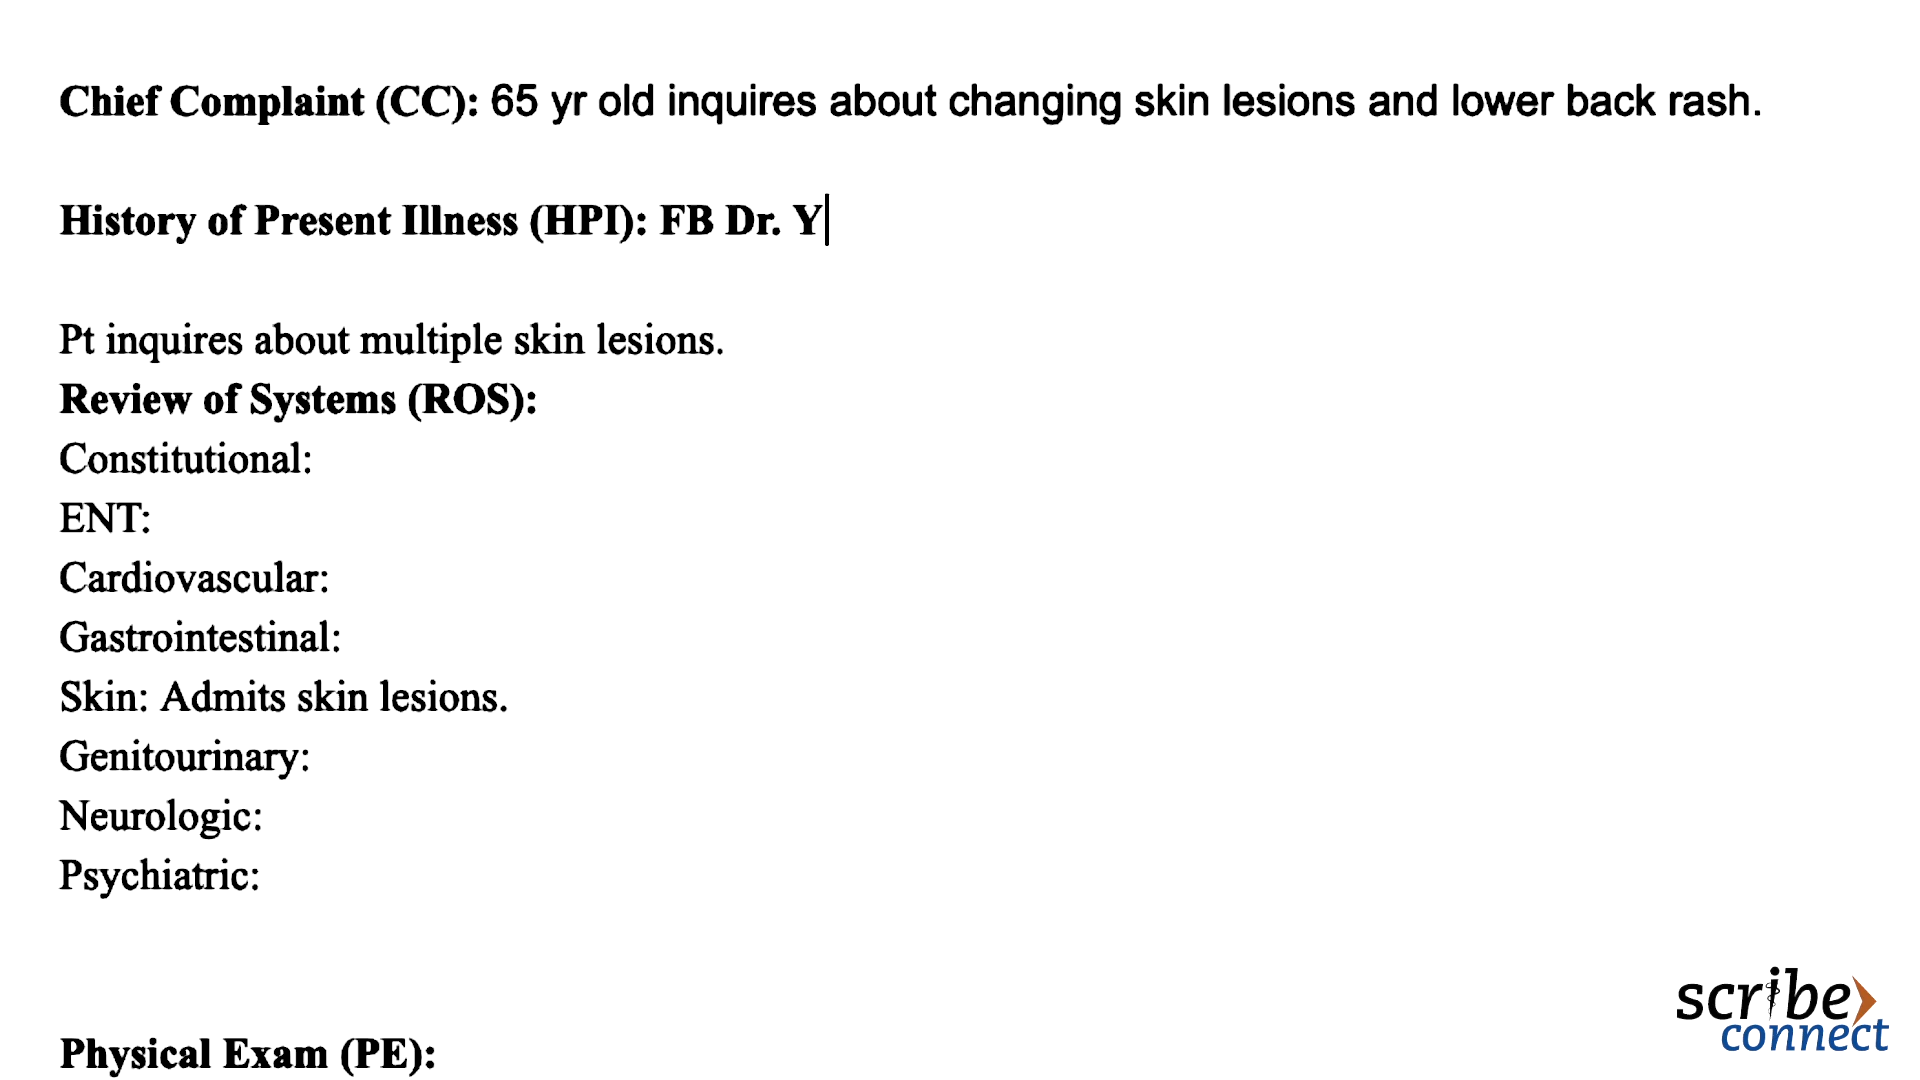 Chief Complaint (CC): 65 yr old inquires about changing skin lesions and lower back rash.
History of Present Illness (HPI): FB Dr. Y
Pt inquires about multiple skin lesions.
Review of Systems (ROS):
Constitutional:
ENT:
Cardiovascular:
Gastrointestinal:
Skin: Admits skin lesions.
Genitourinary:
Neurologic:
Psychiatric:
Physical Exam (PE):
scribe
connect